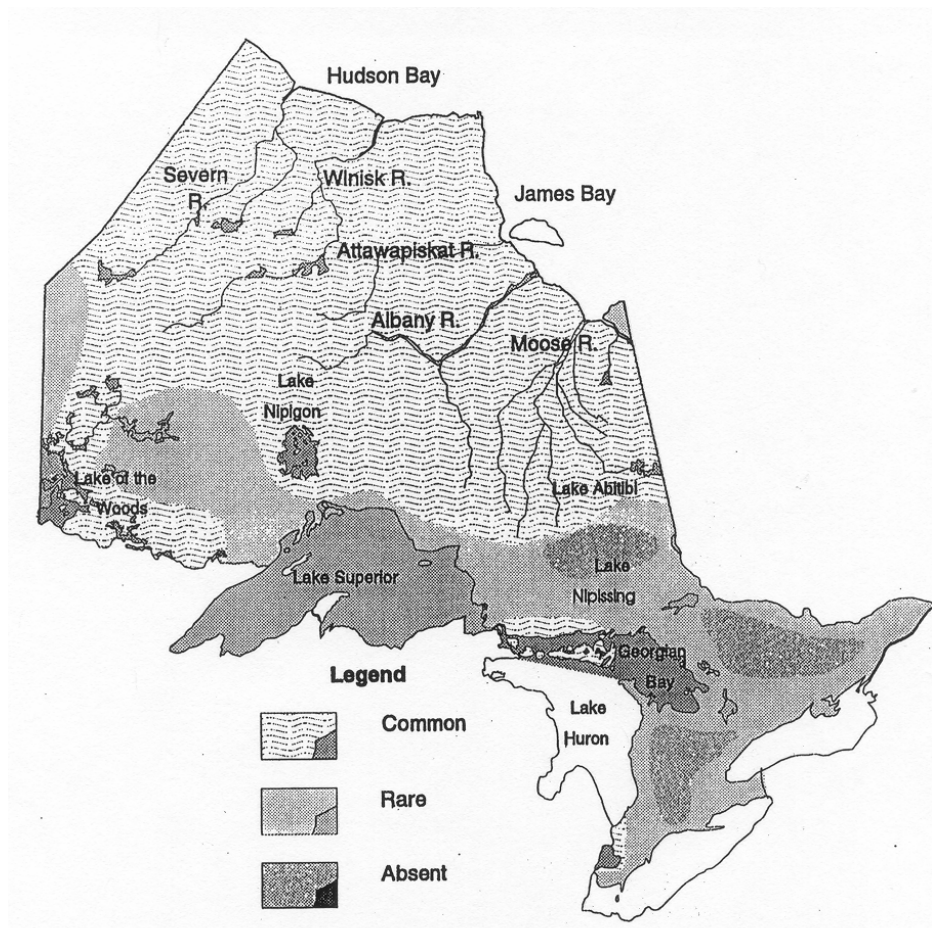 Hudson Bay
Severn
R.
Winisk R.
James Bay
Attawapiskat R.
Albany R.
Moose R.
Lake
Nipigon
Lake of the
Woods
Lake Abitibi
Lake Superior
Lake
Nipissing
Georgian
Bay
Lake
Huron
Legend
Common
Rare
Absent